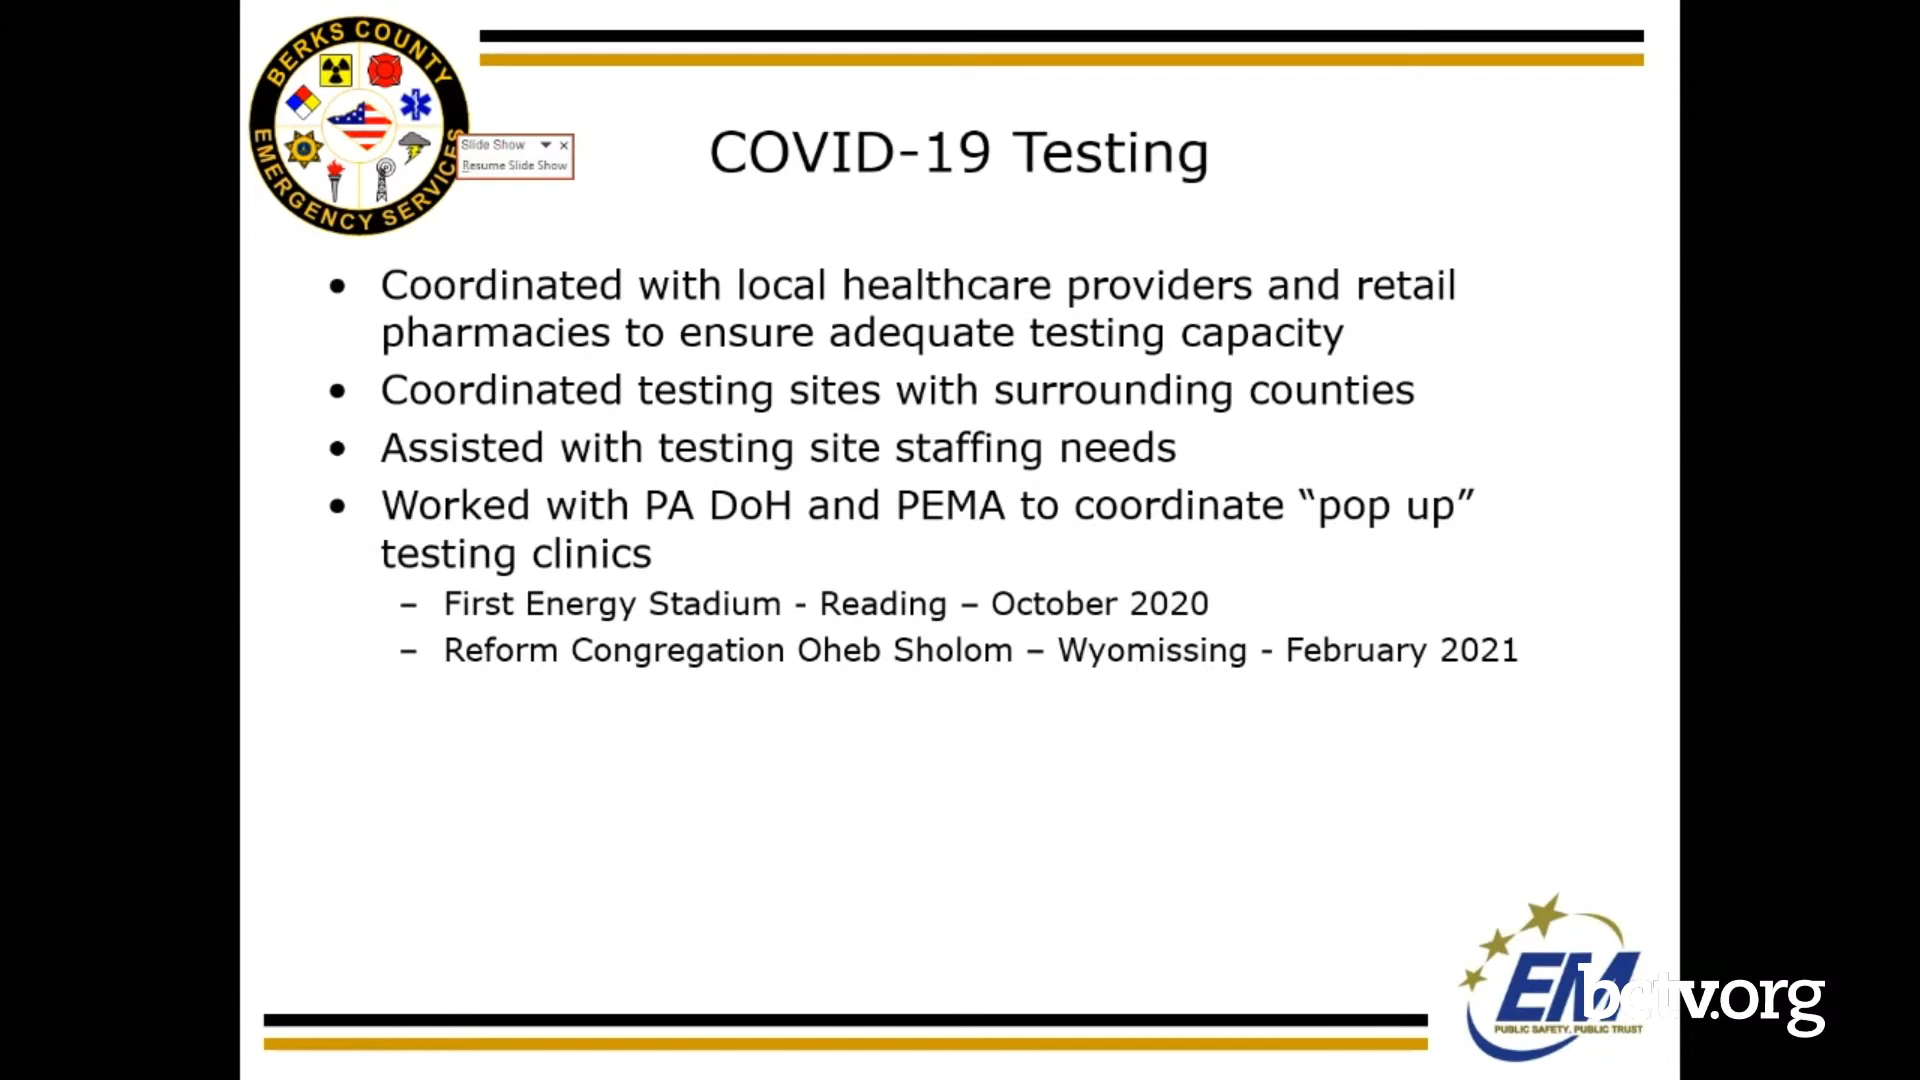 BERKS COUNTY
EMERGENCY SERVICES
Slide Show
Resume Slide Show
COVID-19 Testing
• Coordinated with local healthcare providers and retail
pharmacies to ensure adequate testing capacity
• Coordinated testing sites with surrounding counties
• Assisted with testing site staffing needs
• Worked with PA DoH and PEMA to coordinate “pop up”
testing clinics
– First Energy Stadium - Reading – October 2020
– Reform Congregation Oheb Sholom – Wyomissing - February 2021
EM
bctv.org
PUBLIC SAFETY, PUBLIC TRUST